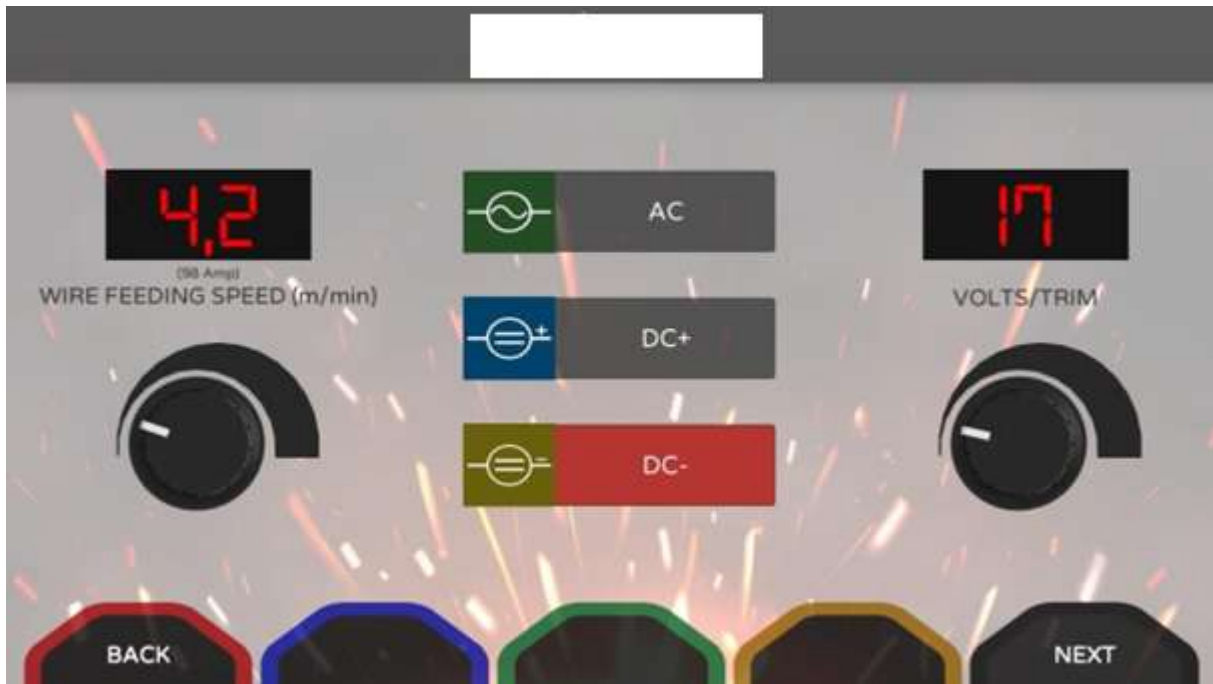 4,2
(98 Amp)
WIRE FEEDING SPEED (m/min)
AC
DC+
DC-
17
VOLTS/TRIM
BACK
NEXT